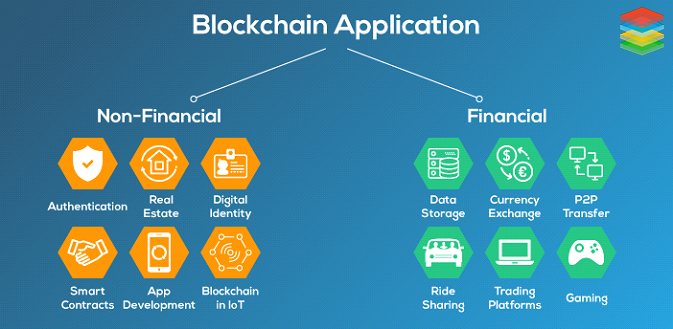 Blockchain Application
Non-Financial
Financial
Authentication
Real
Estate
Digital
Identity
Data
Storage
Currency
Exchange
P2P
Transfer
Smart
Contracts
App
Development
Blockchain
in IoT
Ride
Sharing
Trading
Platforms
Gaming